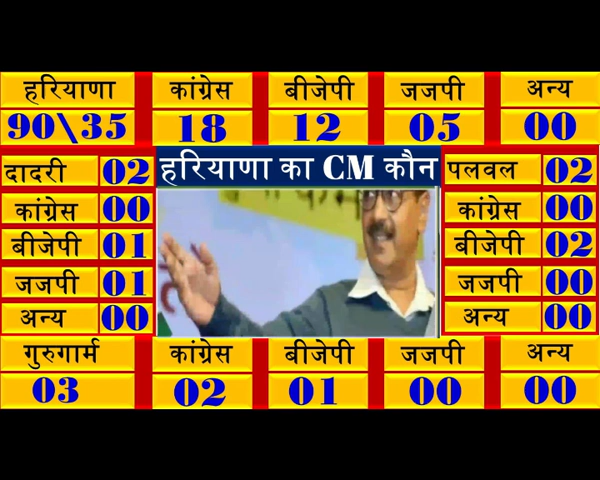 हरियाणा कांग्रेस बीजेपी जजपी अन्य
90\35 18 12 05 00
दादरी 02 हरियाणा का CM कौन पलवल 02
कांग्रेस 00 कांग्रेस 00
बीजेपी 01 बीजेपी 02
जजपी 01 जजपी 00
अन्य 00 अन्य 00
गुरुगार्म कांग्रेस बीजेपी जजपी अन्य
03 02 01 00 00